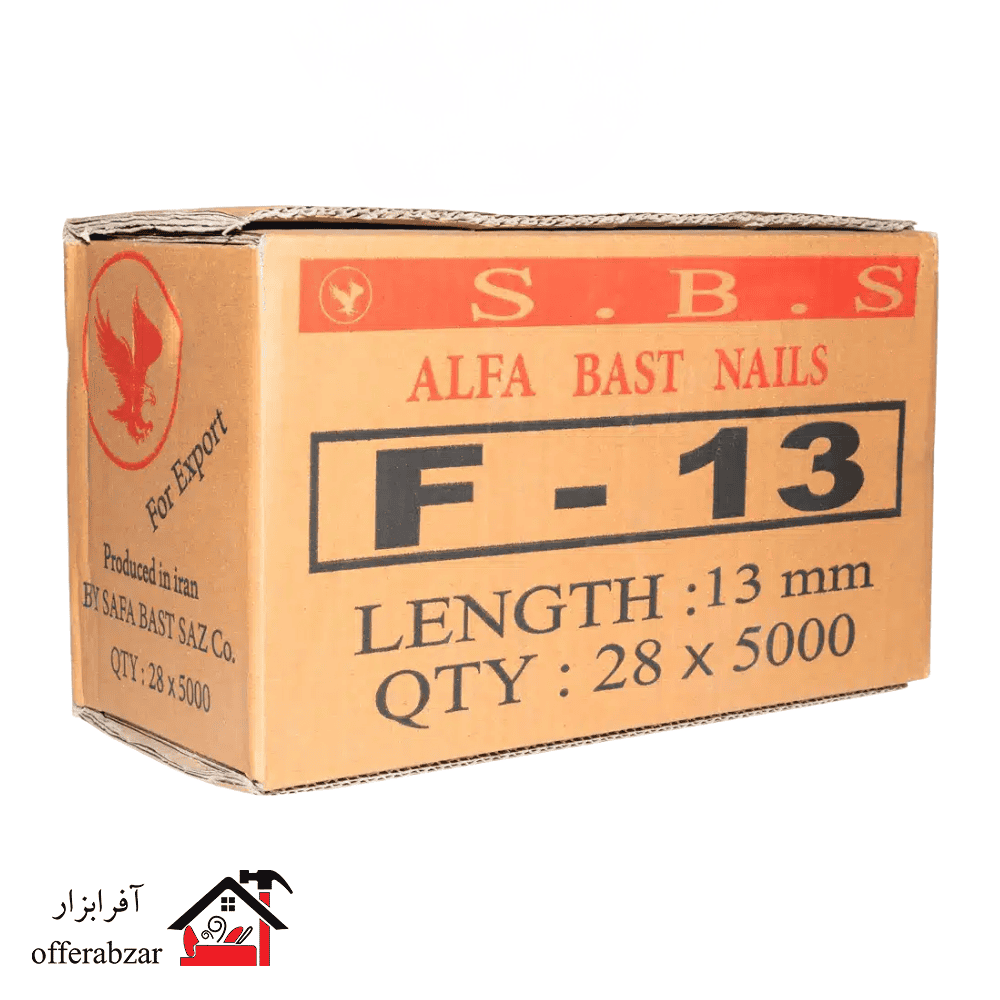 S.B.S
ALFA BAST NAILS
F-13
LENGTH :13 mm
QTY : 28 x 5000
For Export
Produced in iran
BY SAFA BAST SAZ Co.
QTY : 28 x 5000
آفرابزار
offerabzar